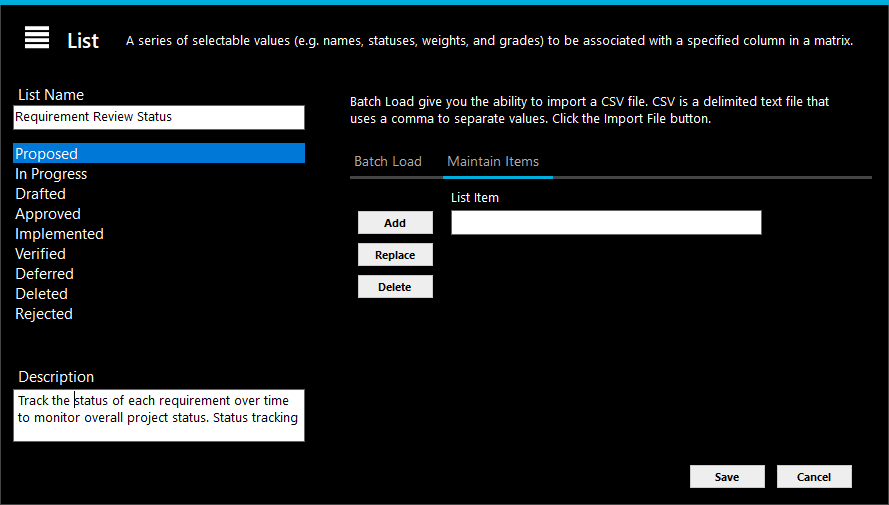 List
A series of selectable values (e.g. names, statuses, weights, and grades) to be associated with a specified column in a matrix.
List Name
Requirement Review Status
Proposed
In Progress
Drafted
Approved
Implemented
Verified
Deferred
Deleted
Rejected
Description
Track the status of each requirement over time
to monitor overall project status. Status tracking
Batch Load give you the ability to import a CSV file. CSV is a delimited text file that
uses a comma to separate values. Click the Import File button.
Batch Load
Maintain Items
List Item
Add
Replace
Delete
Save
Cancel